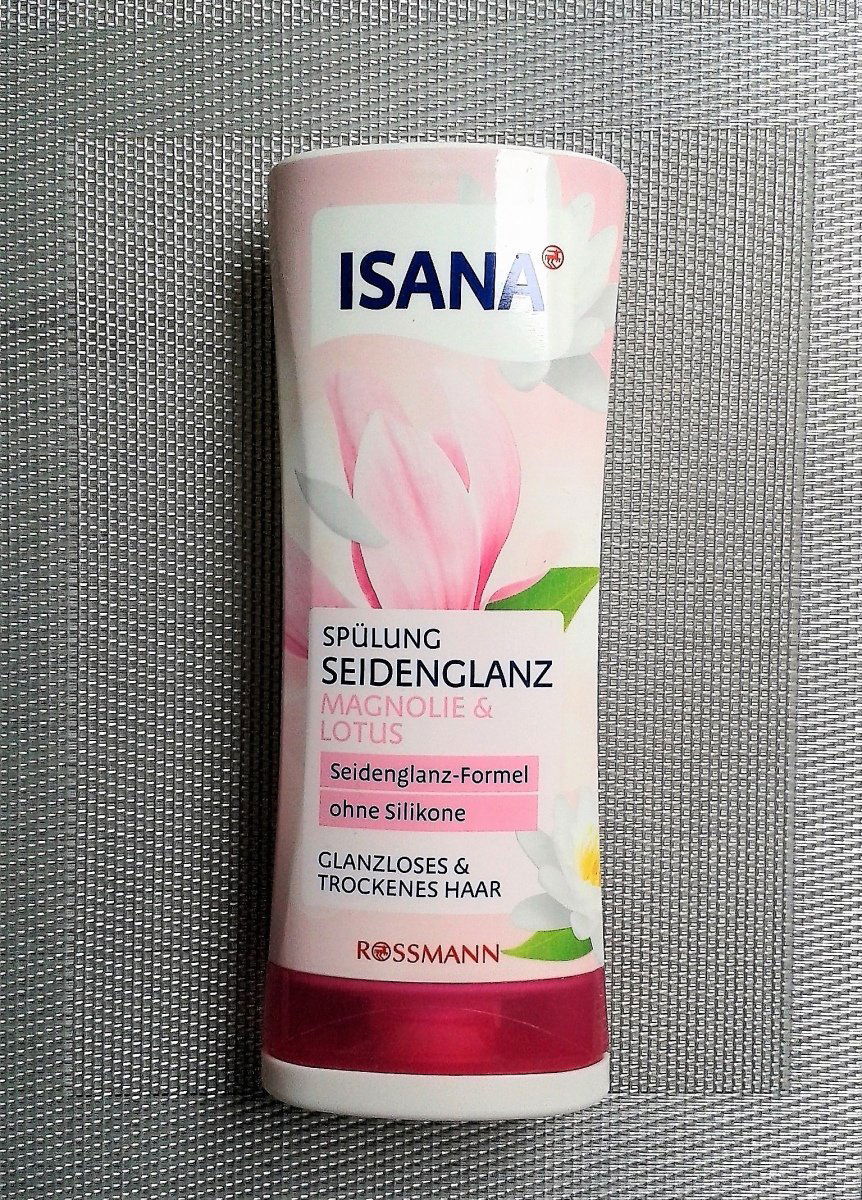 ISANA
SPÜLUNG
SEIDENGLANZ
MAGNOLIE &
LOTUS
Seidenglanz-Formel
ohne Silikone
GLANZLOSES &
TROCKENES HAAR
ROSSMANN